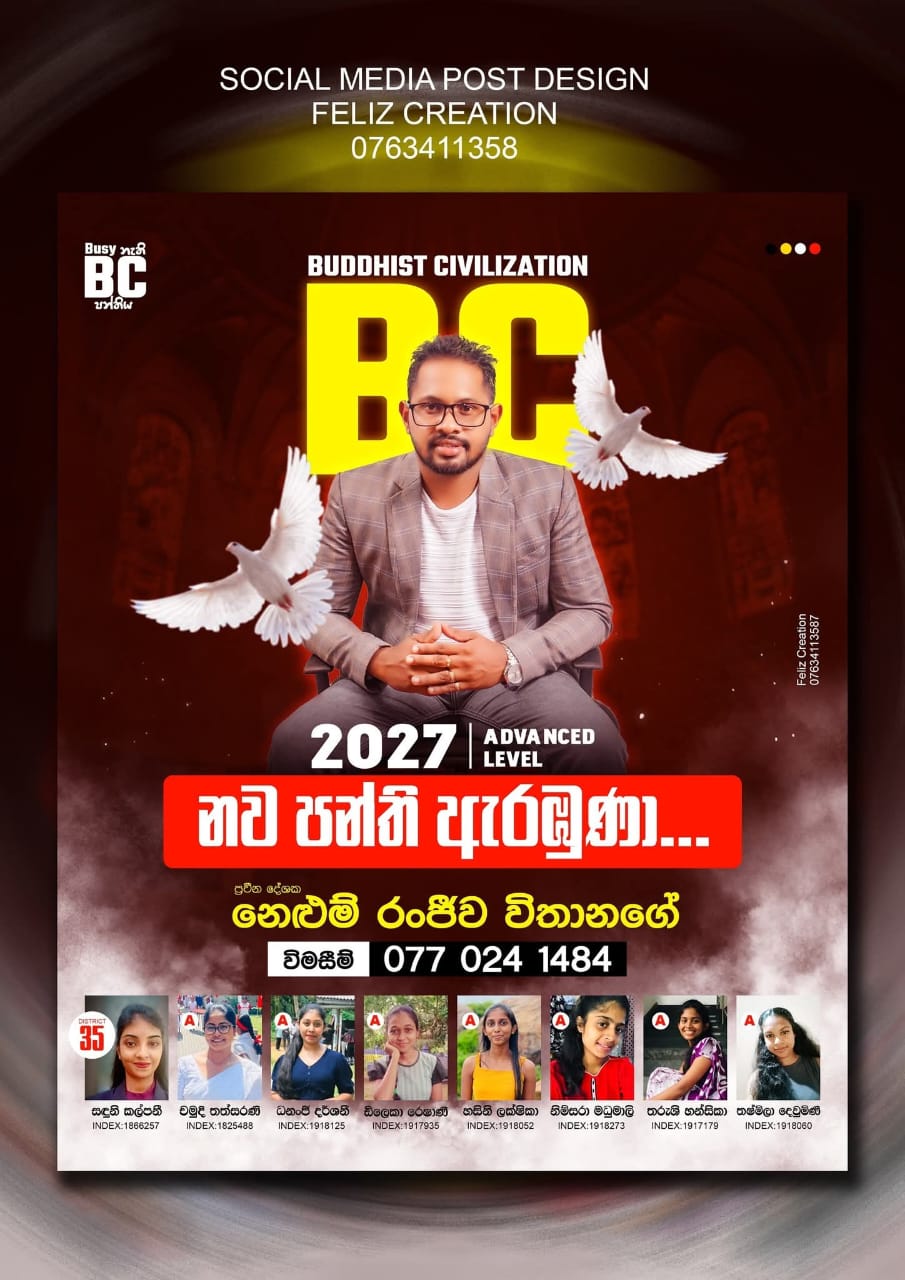 SOCIAL MEDIA POST DESIGN
FELIZ CREATION
0763411358
Busy නැති
BC
පන්තිය
BUDDHIST CIVILIZATION
BC
Feliz Creation
07634113587
2027
ADVANCED
LEVEL
නව පන්ති ඇරඹුණා...
ප්‍රවීන දේශක
නෙළුම් රංජීව විතානගේ
විමසීම් 077 024 1484
DISTRICT
35
A
A
A
A
A
A
A
සඳුනි කල්පනී
චමුදි තත්සරණි
ධනංජි දර්ශනී
ඩිලෙකා රෙෂාණි
හසිනි ලක්ෂිකා
නිමිසරා මධුමාලි
තරුශි හන්සිකා
තෂ්මිලා දෙව්මිණි
INDEX:1866257
INDEX:1825488
INDEX:1918125
INDEX:1917935
INDEX:1918052
INDEX:1918273
INDEX:1917179
INDEX:1918060